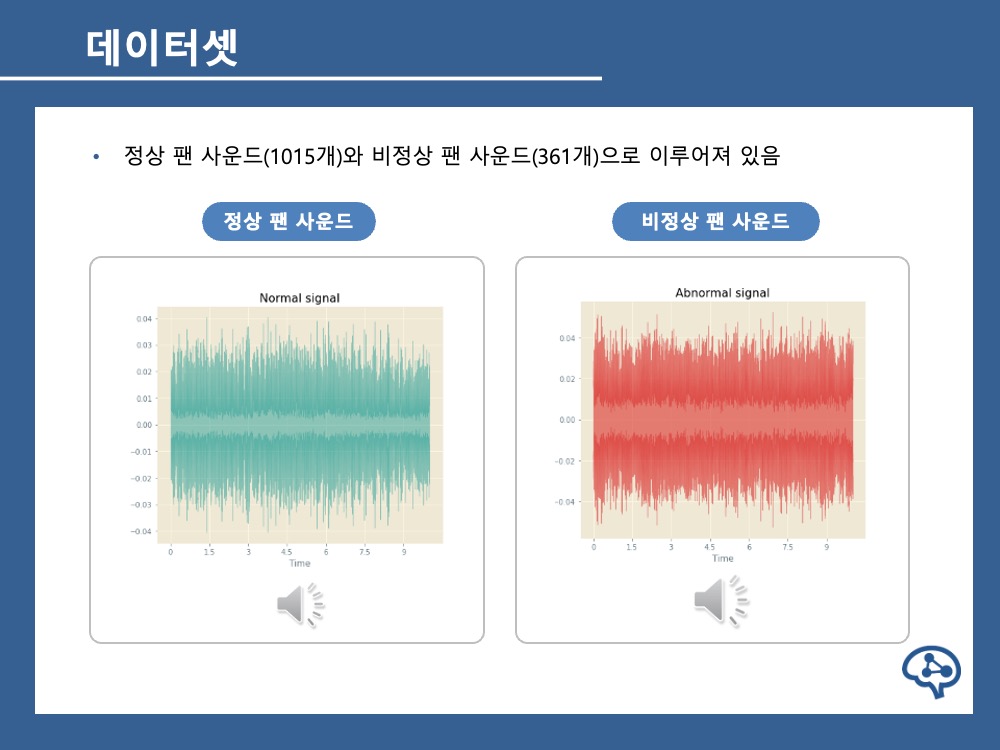 데이터셋
• 정상 팬 사운드(1015개)와 비정상 팬 사운드(361개)으로 이루어져 있음
정상 팬 사운드
비정상 팬 사운드
Normal signal
0.04
0.03
0.02
0.01
0.00
−0.01
−0.02
−0.03
−0.04
0 1.5 3 4.5 6 7.5 9
Time
Abnormal signal
0.04
0.02
0.00
−0.02
−0.04
0 1.5 3 4.5 6 7.5 9
Time